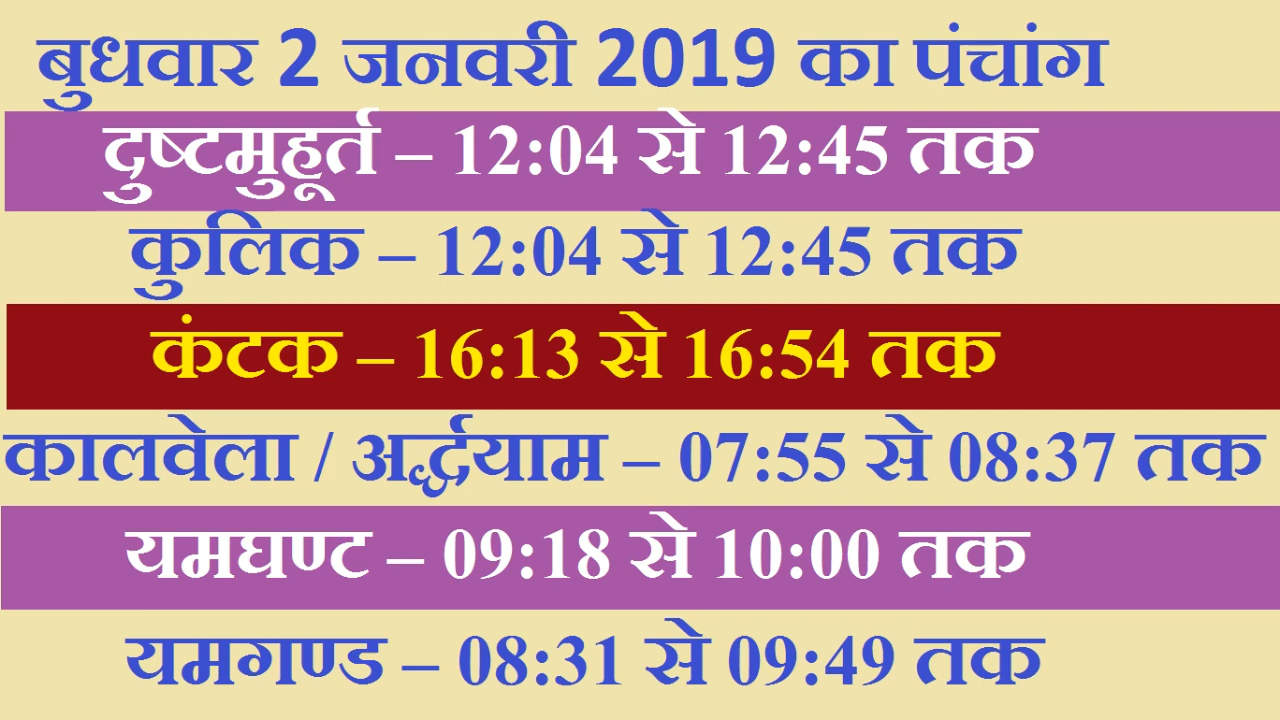 बुधवार 2 जनवरी 2019 का पंचांग
दुष्टमुहूर्त – 12:04 से 12:45 तक
कुलिक – 12:04 से 12:45 तक
कंटक – 16:13 से 16:54 तक
कालवेला / अर्द्धयाम – 07:55 से 08:37 तक
यमघण्ट – 09:18 से 10:00 तक
यमगण्ड – 08:31 से 09:49 तक